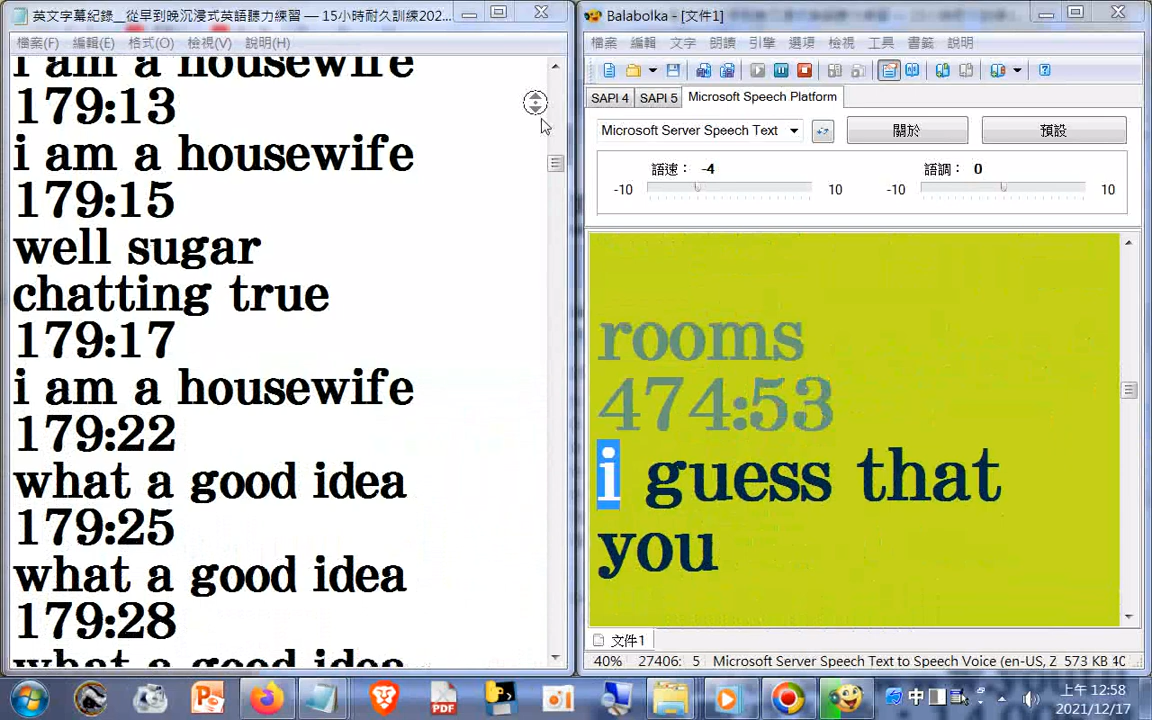 英文字幕紀錄__從早到晚沉浸式英語聽力練習 — 15小時耐久訓練202...
檔案(F) 編輯(E) 格式(O) 檢視(V) 說明(H)
i am a housewife
179:13
i am a housewife
179:15
well sugar
chatting true
179:17
i am a housewife
179:22
what a good idea
179:25
what a good idea
179:28
what a good idea
Balabolka - [文件1]
檔案 編輯 文字 朗讀 引擎 選項 檢視 工具 書籤 說明
SAPI 4 SAPI 5 Microsoft Speech Platform
Microsoft Server Speech Text 關於 預設
語速： -4 語調： 0
-10 10 -10 10
rooms
474:53
i guess that
you
文件1
40% 27406: 5 Microsoft Server Speech Text to Speech Voice (en-US, Z 573 KB
PDF
中
上午 12:58
2021/12/17